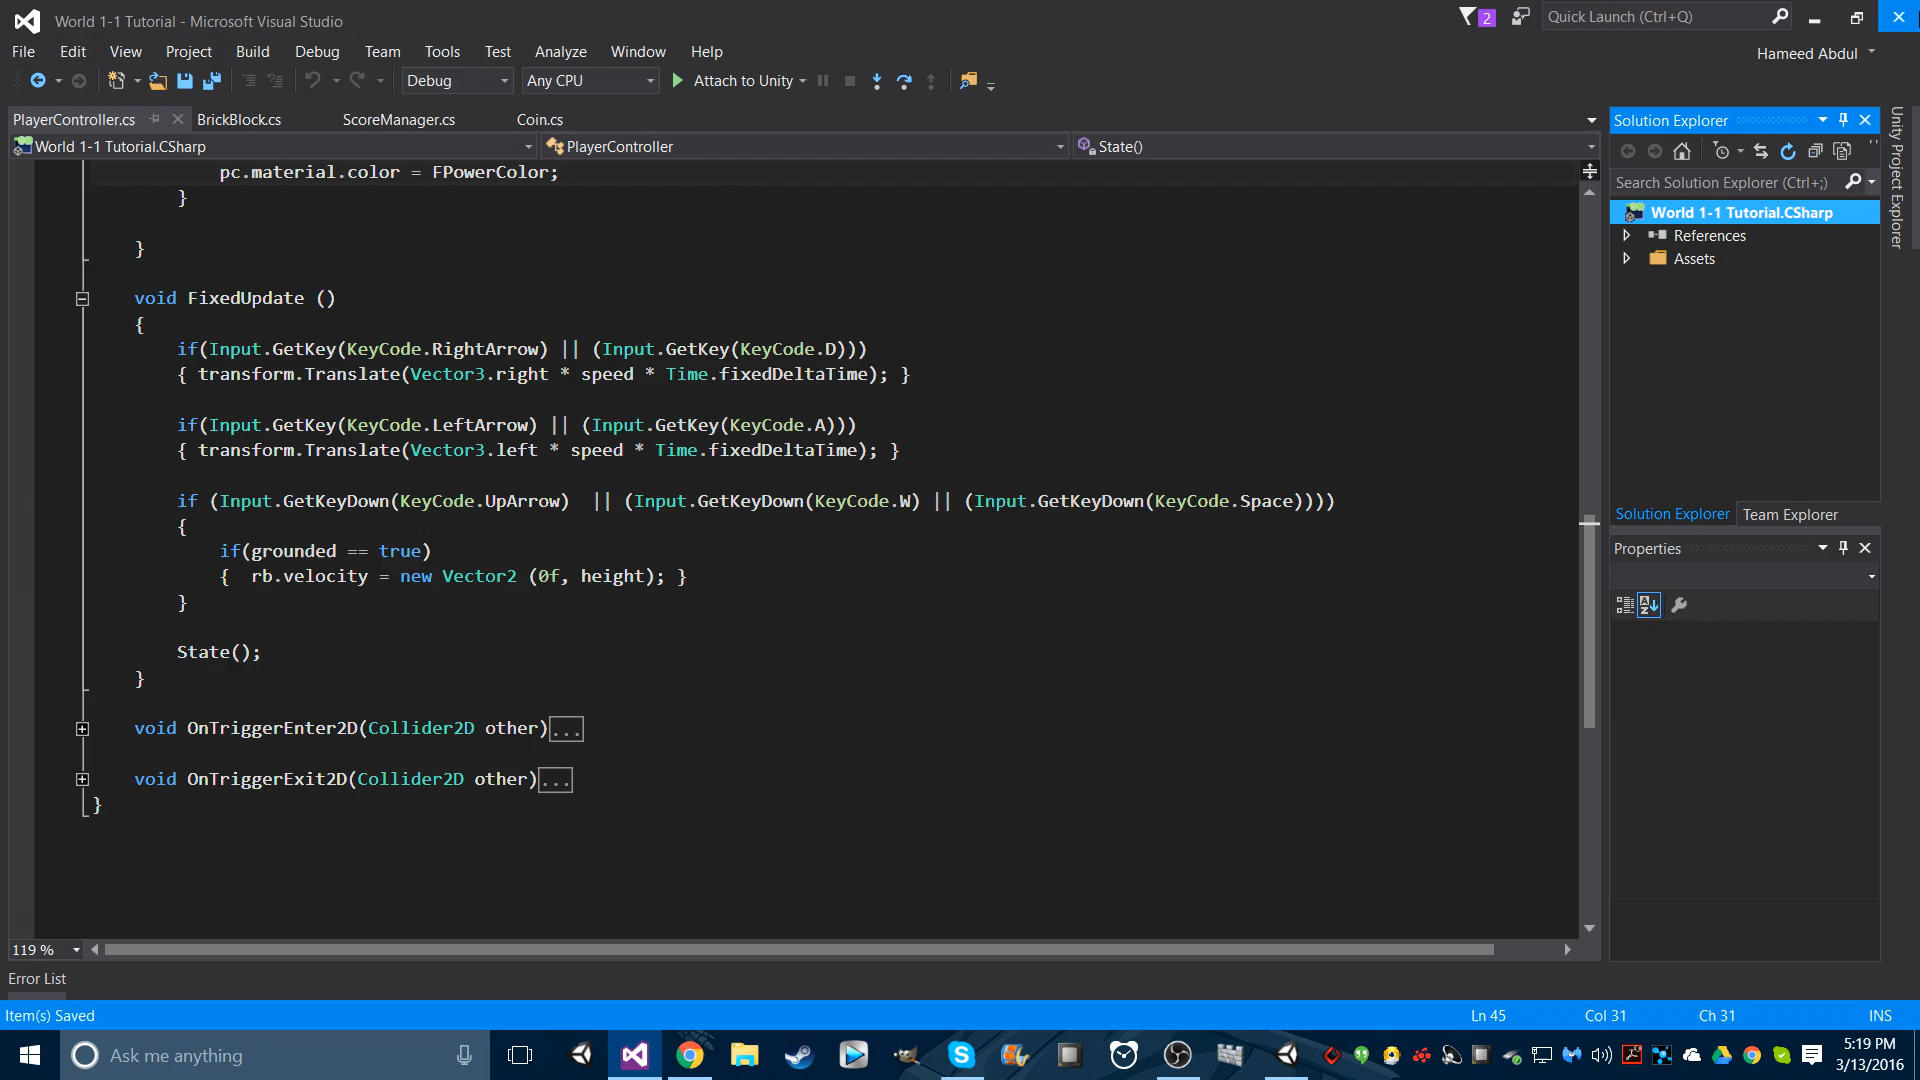 World 1-1 Tutorial - Microsoft Visual Studio
2
Quick Launch (Ctrl+Q)
File Edit View Project Build Debug Team Tools Test Analyze Window Help
Hameed Abdul
Debug Any CPU Attach to Unity
PlayerController.cs BrickBlock.cs ScoreManager.cs Coin.cs
World 1-1 Tutorial.CSharp PlayerController State()
pc.material.color = FPowerColor;
}
}
void FixedUpdate ()
{
if(Input.GetKey(KeyCode.RightArrow) || (Input.GetKey(KeyCode.D)))
{ transform.Translate(Vector3.right * speed * Time.fixedDeltaTime); }
if(Input.GetKey(KeyCode.LeftArrow) || (Input.GetKey(KeyCode.A)))
{ transform.Translate(Vector3.left * speed * Time.fixedDeltaTime); }
if (Input.GetKeyDown(KeyCode.UpArrow)  || (Input.GetKeyDown(KeyCode.W) || (Input.GetKeyDown(KeyCode.Space))))
{
if(grounded == true)
{  rb.velocity = new Vector2 (0f, height); }
}
State();
}
void OnTriggerEnter2D(Collider2D other)...
void OnTriggerExit2D(Collider2D other)...
}
119 %
Solution Explorer
Search Solution Explorer (Ctrl+;)
World 1-1 Tutorial.CSharp
References
Assets
Solution Explorer Team Explorer
Properties
Unity Project Explorer
Error List
Item(s) Saved
Ln 45 Col 31 Ch 31 INS
Ask me anything
5:19 PM
3/13/2016